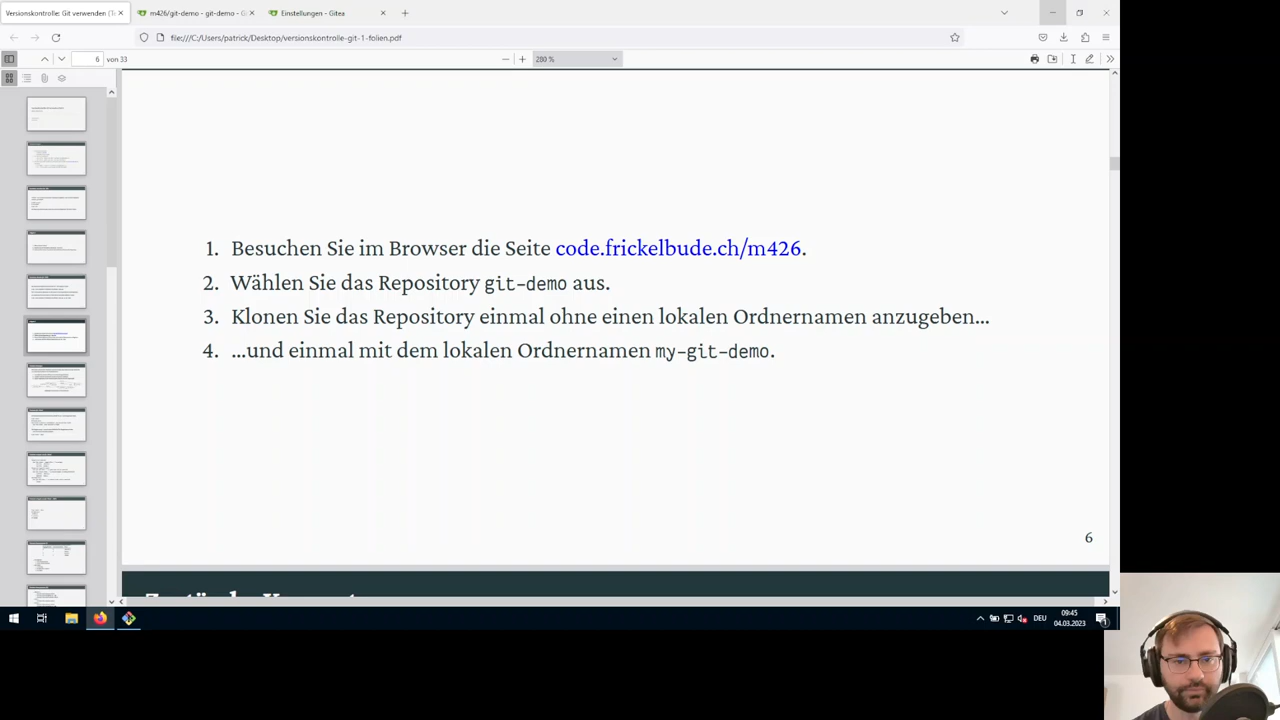 Versionskontrolle: Git verwenden (T
m426/git-demo - git-demo - G
Einstellungen - Gitea
file:///C:/Users/patrick/Desktop/versionskontrolle-git-1-folien.pdf
6 von 33
280 %
1. Besuchen Sie im Browser die Seite code.frickelbude.ch/m426.
2. Wählen Sie das Repository git-demo aus.
3. Klonen Sie das Repository einmal ohne einen lokalen Ordnernamen anzugeben…
4. …und einmal mit dem lokalen Ordnernamen my-git-demo.
6
DEU
09:45
04.03.2023